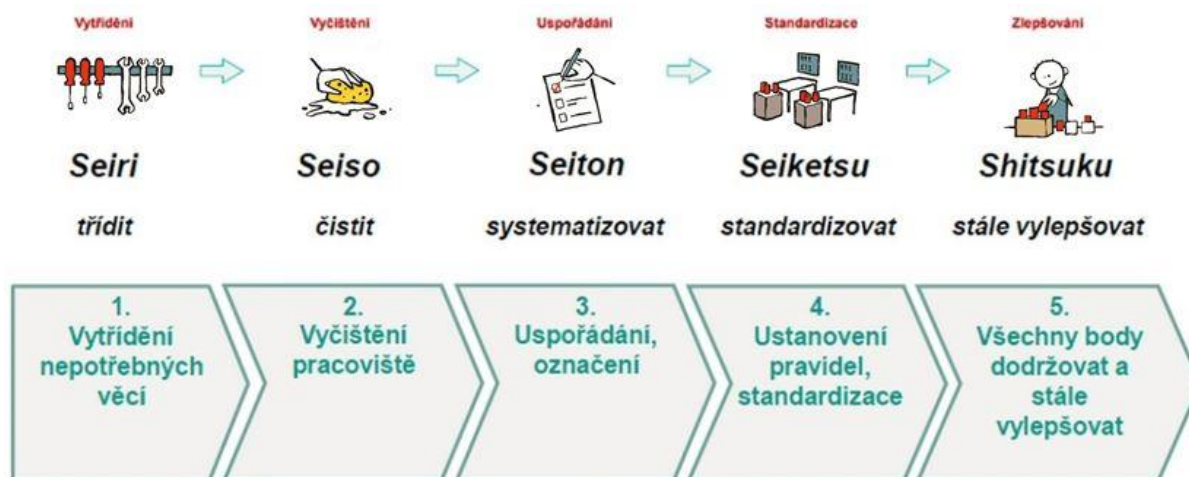 Vytřídění
Vyčištění
Uspořádání
Standardizace
Zlepšování
Seiri
Seiso
Seiton
Seiketsu
Shitsuku
třídit
čistit
systematizovat
standardizovat
stále vylepšovat
1.
Vytřídění
nepotřebných
věcí
2.
Vyčištění
pracoviště
3.
Uspořádání,
označení
4.
Ustanovení
pravidel,
standardizace
5.
Všechny body
dodržovat a
stále
vylepšovat